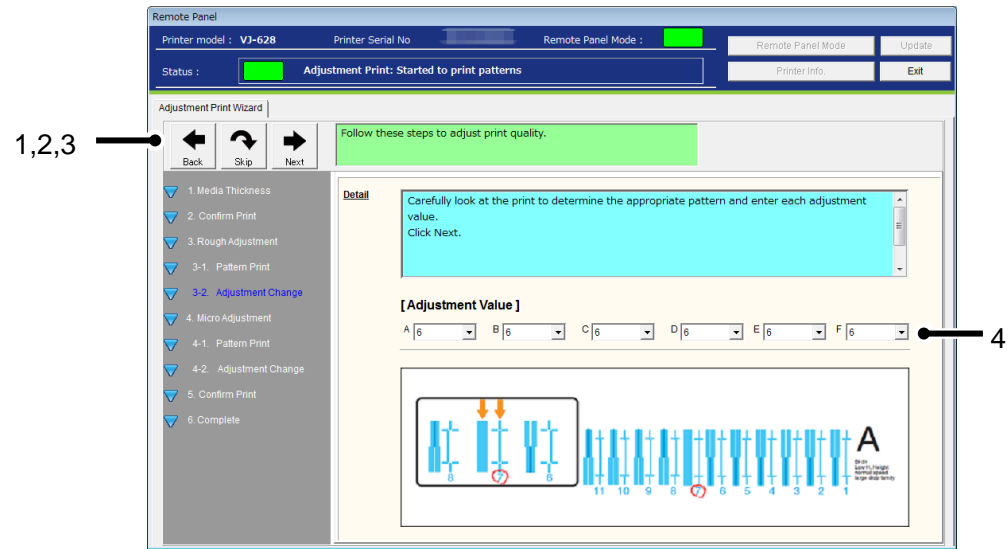 Remote Panel
Printer model : VJ-628 Printer Serial No Remote Panel Mode :
Remote Panel Mode Update
Status : Adjustment Print: Started to print patterns
Printer Info. Exit
Adjustment Print Wizard
1,2,3
Back Skip Next
Follow these steps to adjust print quality.
1. Media Thickness
2. Confirm Print
3. Rough Adjustment
3-1. Pattern Print
3-2. Adjustment Change
4. Micro Adjustment
4-1. Pattern Print
4-2. Adjustment Change
5. Confirm Print
6. Complete
Detail
Carefully look at the print to determine the appropriate pattern and enter each adjustment
value.
Click Next.
[ Adjustment Value ]
A 6 B 6 C 6 D 6 E 6 F 6
4
8 7 6
11 10 9 8 7 6 5 4 3 2 1
A
normal speed
large drop family